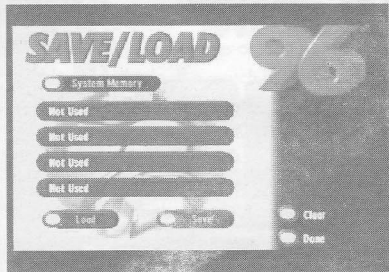 SAVE/LOAD 96
System Memory
Not Used
Not Used
Not Used
Not Used
Load Save Clear
Done